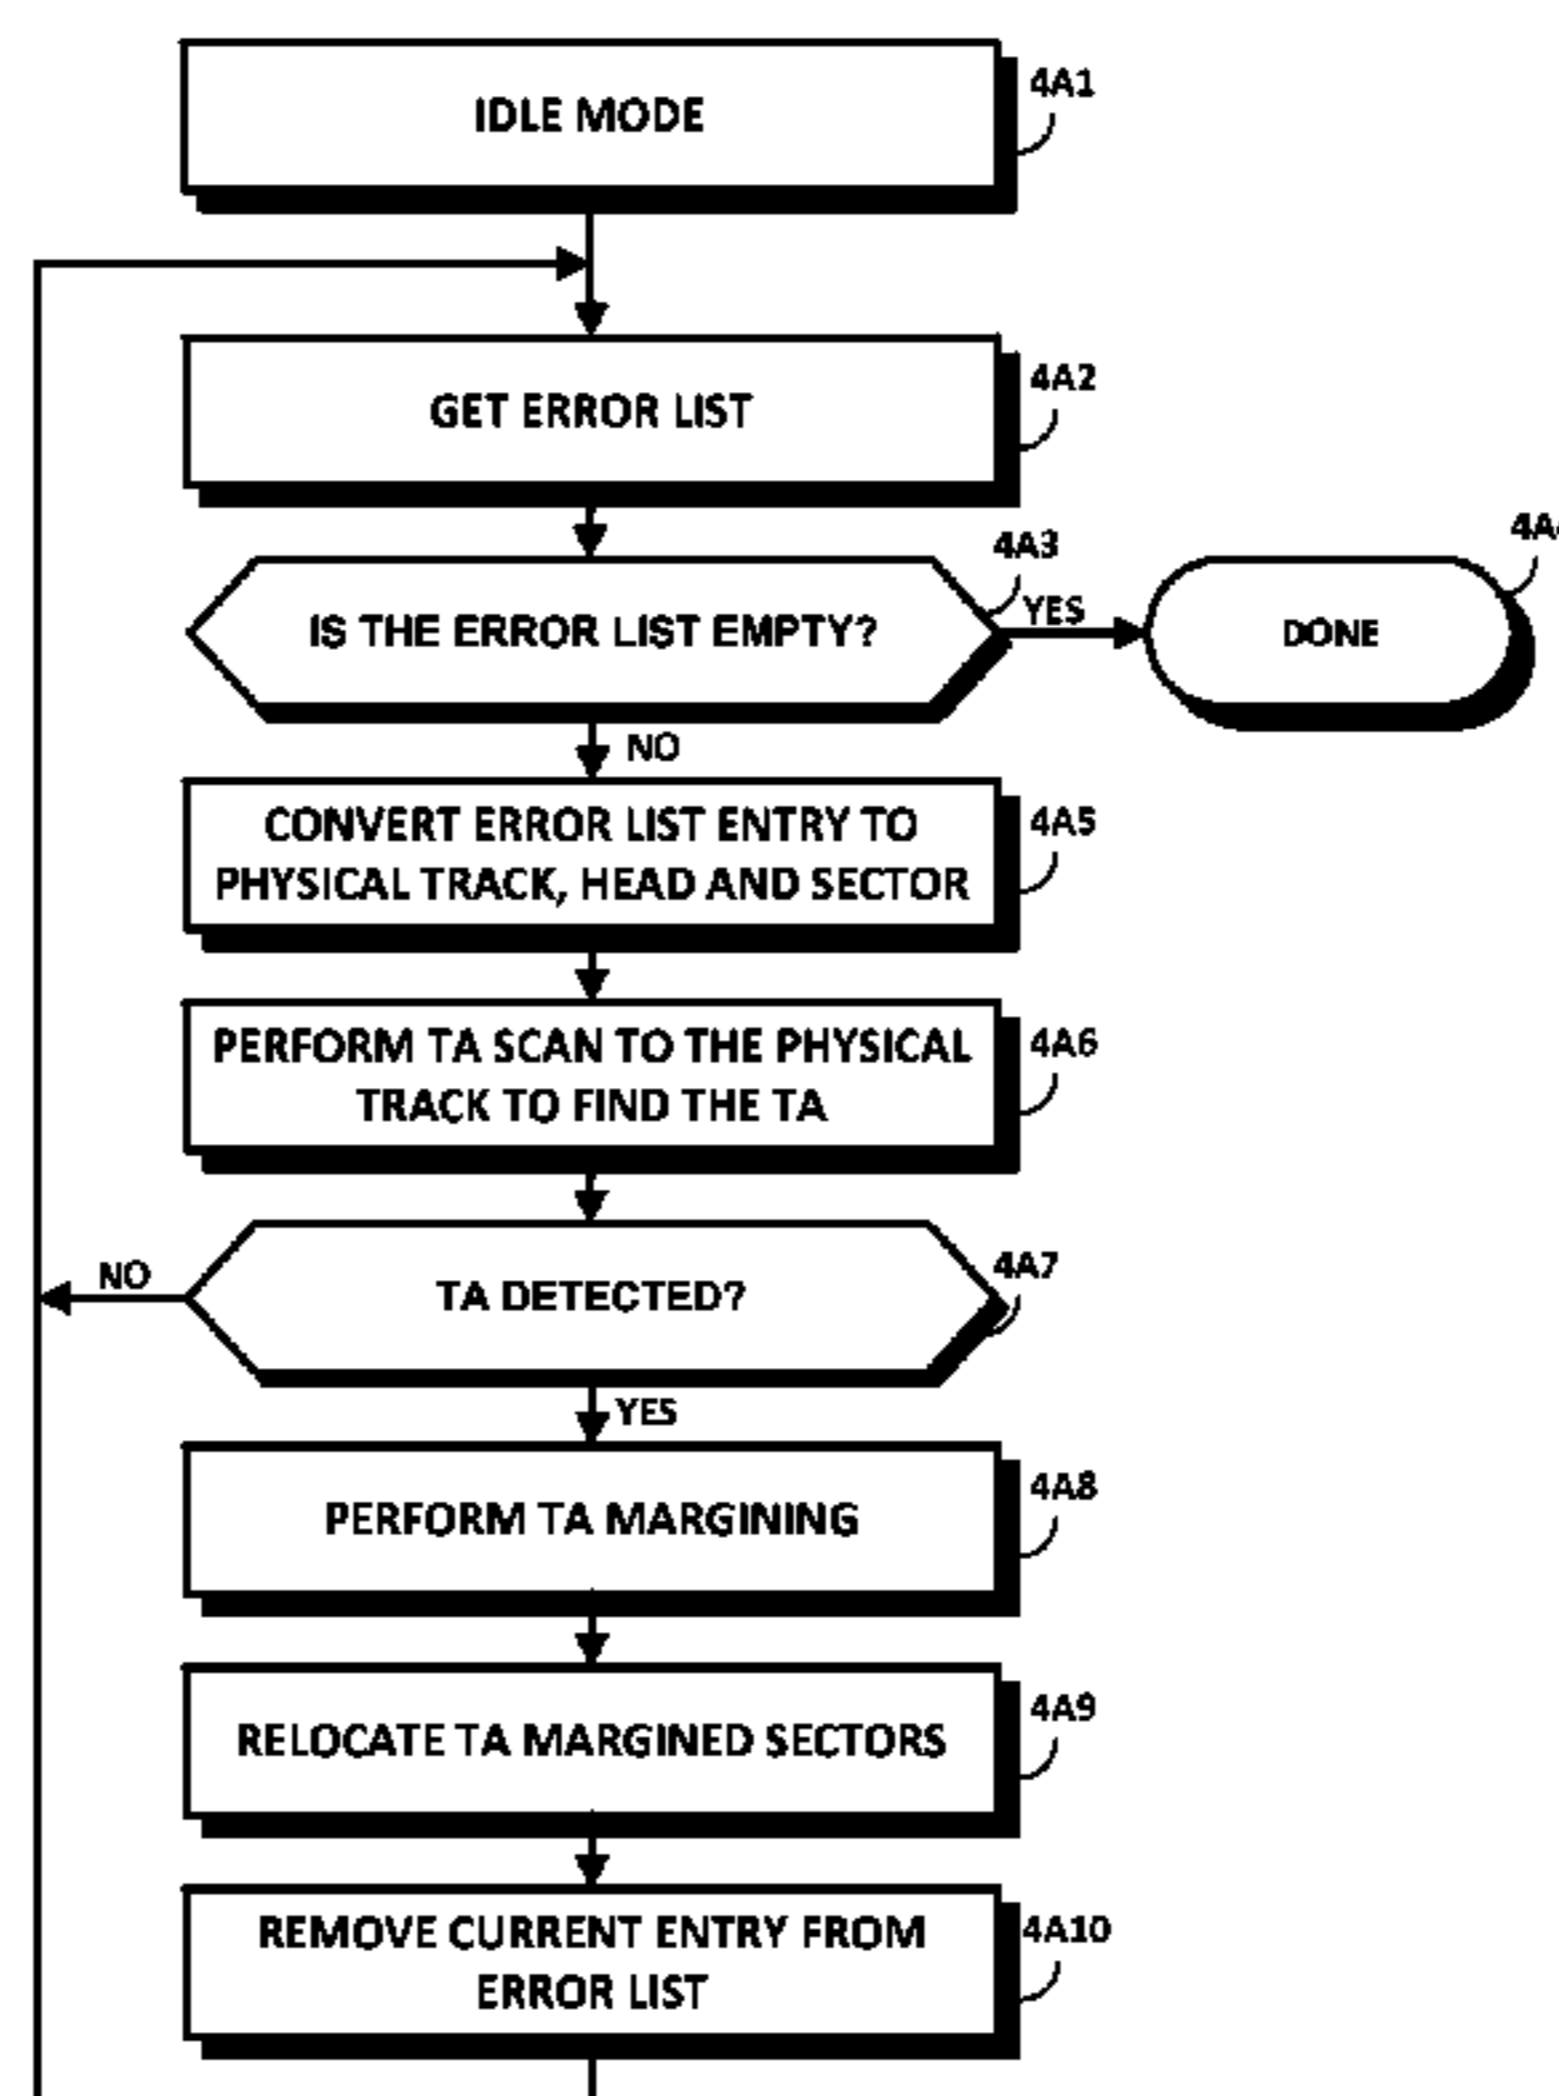 IDLE MODE
4A1
GET ERROR LIST
4A2
IS THE ERROR LIST EMPTY?
4A3
YES
DONE
NO
CONVERT ERROR LIST ENTRY TO
PHYSICAL TRACK, HEAD AND SECTOR
4A5
PERFORM TA SCAN TO THE PHYSICAL
TRACK TO FIND THE TA
4A6
TA DETECTED?
4A7
NO
YES
PERFORM TA MARGINING
4A8
RELOCATE TA MARGINED SECTORS
4A9
REMOVE CURRENT ENTRY FROM
ERROR LIST
4A10